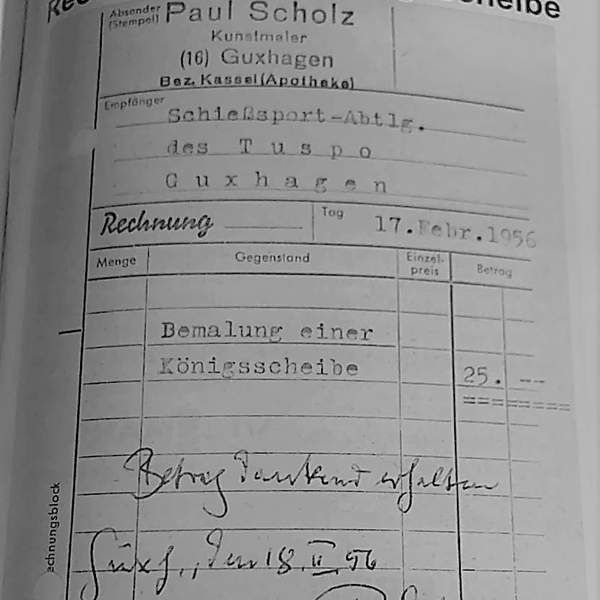 Absender
(Stempel)
Paul Scholz
Kunstmaler
(16) Guxhagen
Bez. Kassel (Apotheke)
Empfänger
Schießsport-Abtlg.
des Tuspo
Guxhagen
Rechnung
Tag
17.Febr.1956
Menge
Gegenstand
Einzel-
preis
Betrag
Bemalung einer
Königsscheibe
25. --
==========
Betrag dankend erhalten
Guxh., den 18. II. 56
chnungsblock